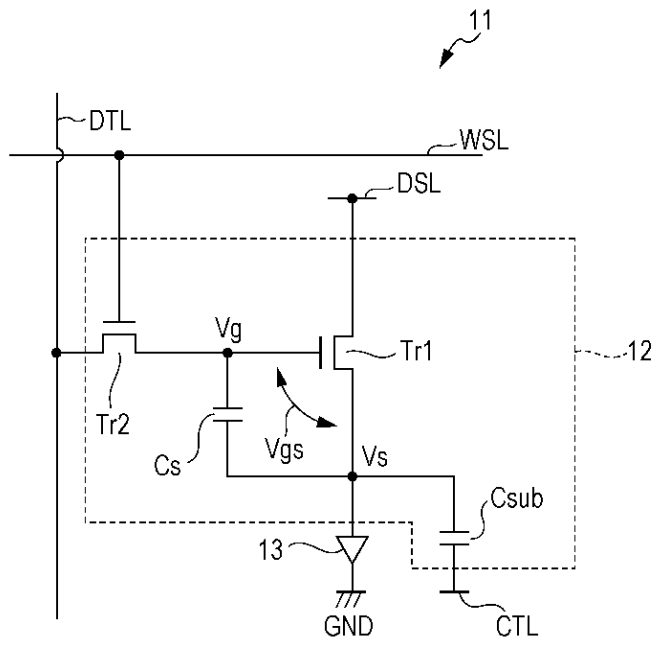 11
DTL
WSL
DSL
Vg
Tr1
12
Tr2
Vgs
Cs
Vs
Csub
13
GND
CTL